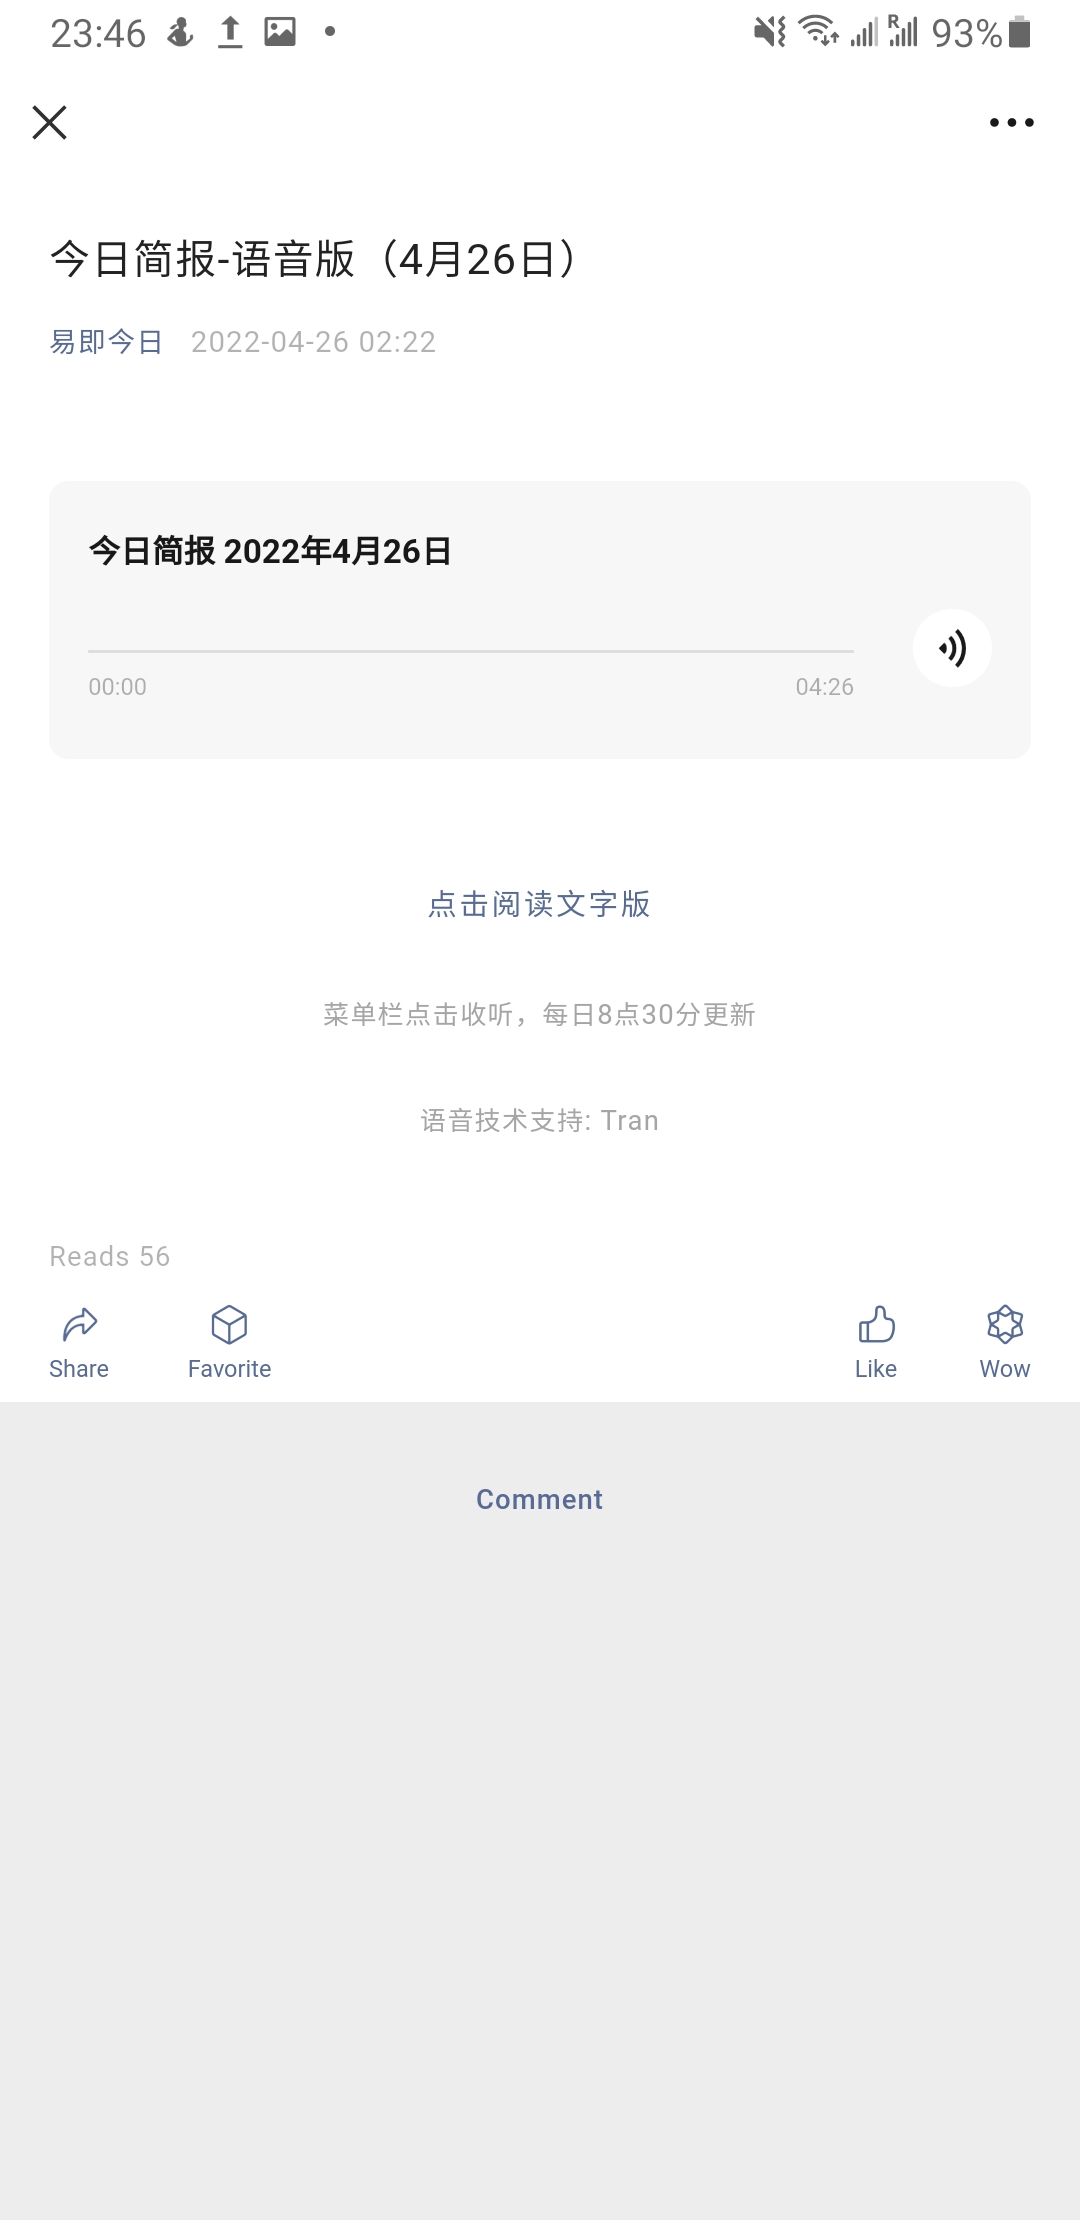 23:46
R 93%
今日简报-语音版（4月26日）
易即今日 2022-04-26 02:22
今日简报 2022年4月26日
00:00 04:26
点击阅读文字版
菜单栏点击收听，每日8点30分更新
语音技术支持: Tran
Reads 56
Share Favorite Like Wow
Comment